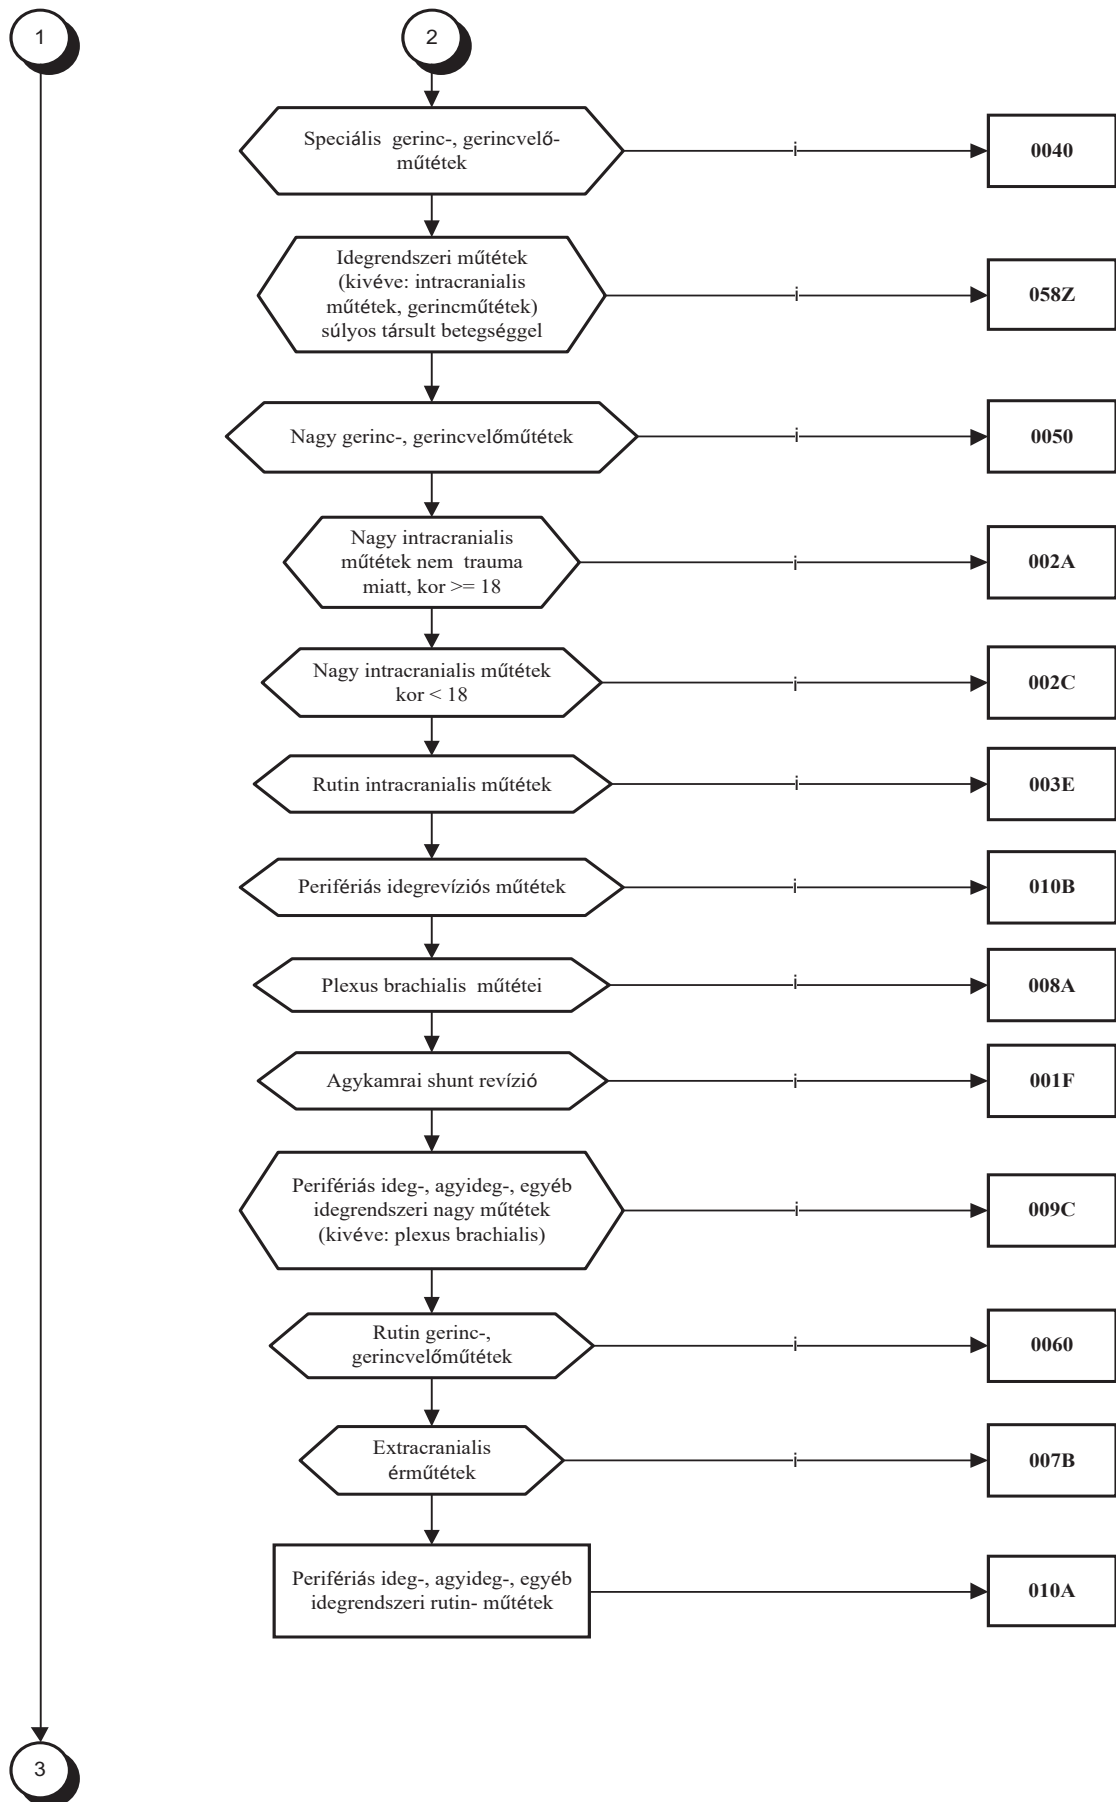 1
2
Speciális gerinc-, gerincvelő-
műtétek
i
0040
Idegrendszeri műtétek
(kivéve: intracranialis
műtétek, gerincműtétek)
súlyos társult betegséggel
i
058Z
Nagy gerinc-, gerincvelőműtétek
i
0050
Nagy intracranialis
műtétek nem trauma
miatt, kor >= 18
i
002A
Nagy intracranialis műtétek
kor < 18
i
002C
Rutin intracranialis műtétek
i
003E
Perifériás idegrevíziós műtétek
i
010B
Plexus brachialis műtétei
i
008A
Agykamrai shunt revízió
i
001F
Perifériás ideg-, agyideg-, egyéb
idegrendszeri nagy műtétek
(kivéve: plexus brachialis)
i
009C
Rutin gerinc-,
gerincvelőműtétek
i
0060
Extracranialis
érműtétek
i
007B
Perifériás ideg-, agyideg-, egyéb
idegrendszeri rutin- műtétek
010A
3